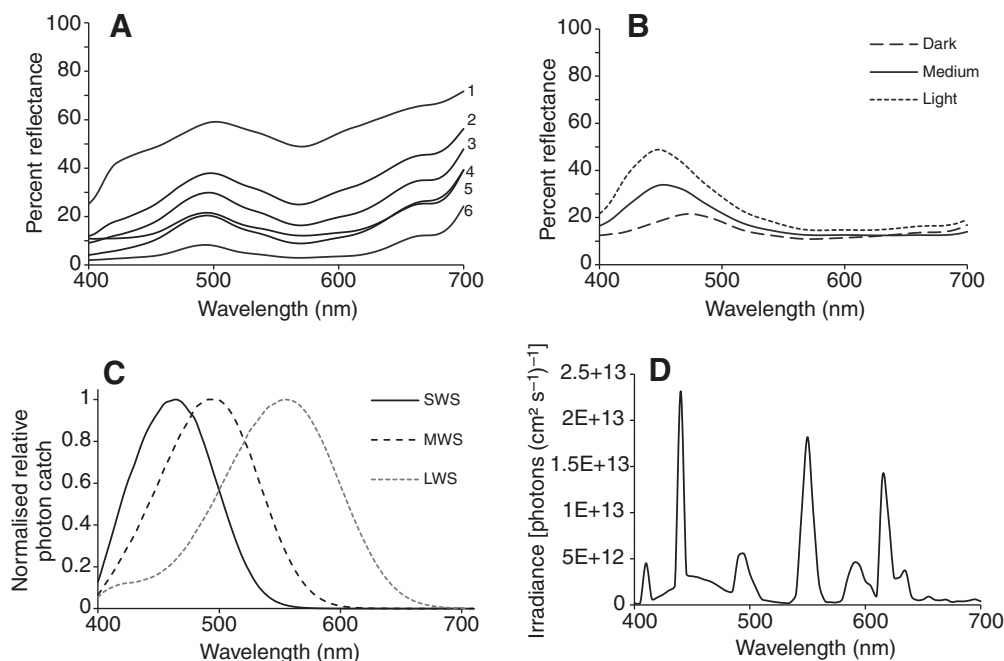 A
100
80
60
40
20
0
Percent reflectance
400
500
600
700
Wavelength (nm)
1
2
3
4
5
6
B
100
80
60
40
20
0
Percent reflectance
400
500
600
700
Wavelength (nm)
Dark
Medium
Light
C
1
0.8
0.6
0.4
0.2
0
Normalised relative
photon catch
400
500
600
700
Wavelength (nm)
SWS
MWS
LWS
D
2.5+13
2E+13
1.5E+13
1E+13
5E+12
0
Irradiance [photons (cm² s⁻¹)⁻¹]
400
500
600
700
Wavelength (nm)